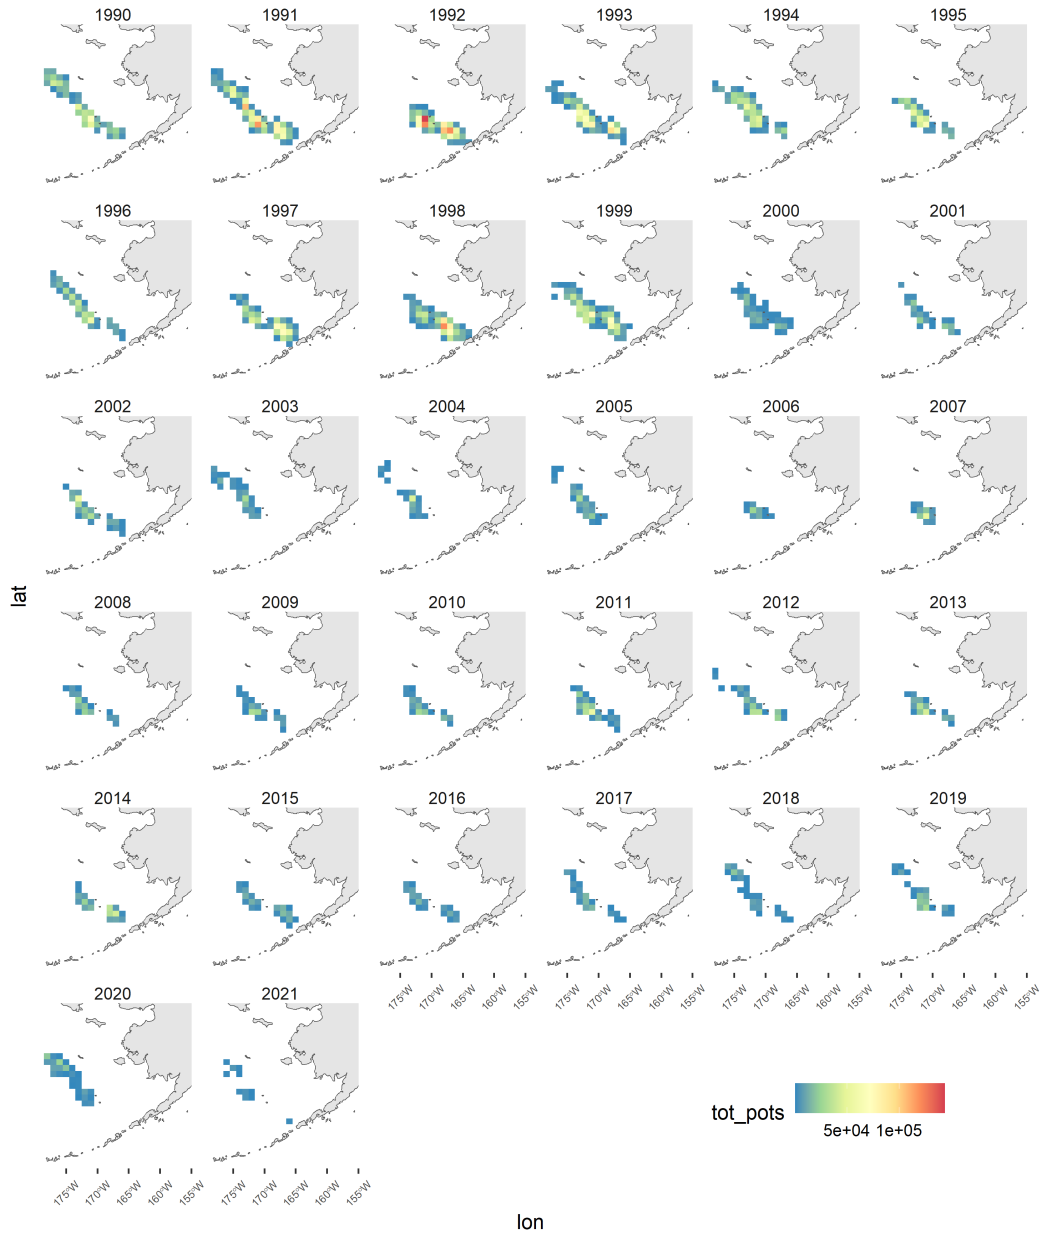 1990 1991 1992 1993 1994 1995
1996 1997 1998 1999 2000 2001
2002 2003 2004 2005 2006 2007
lat
2008 2009 2010 2011 2012 2013
2014 2015 2016 2017 2018 2019
175°W 170°W 165°W 160°W 155°W 175°W 170°W 165°W 160°W 155°W 175°W 170°W 165°W 160°W 155°W 175°W 170°W 165°W 160°W 155°W
2020 2021
tot_pots
5e+04 1e+05
175°W 170°W 165°W 160°W 155°W 175°W 170°W 165°W 160°W 155°W
lon